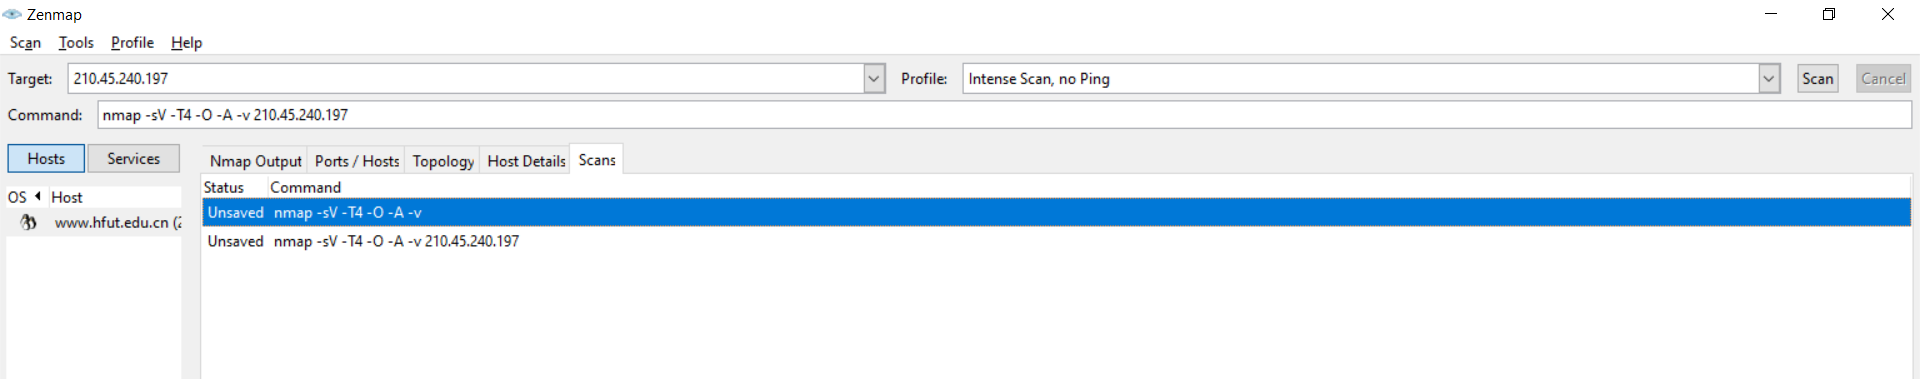 Zenmap
Scan Tools Profile Help
Target: 210.45.240.197 Profile: Intense Scan, no Ping Scan Cancel
Command: nmap -sV -T4 -O -A -v 210.45.240.197
Hosts Services Nmap Output Ports / Hosts Topology Host Details Scans
Status Command
OS Host
Unsaved nmap -sV -T4 -O -A -v
www.hfut.edu.cn (2
Unsaved nmap -sV -T4 -O -A -v 210.45.240.197